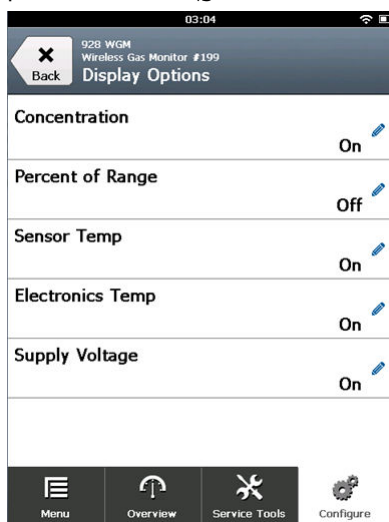 03:04
928 WGM
Wireless Gas Monitor #199
Back
Display Options
Concentration
On
Percent of Range
Off
Sensor Temp
On
Electronics Temp
On
Supply Voltage
On
Menu
Overview
Service Tools
Configure